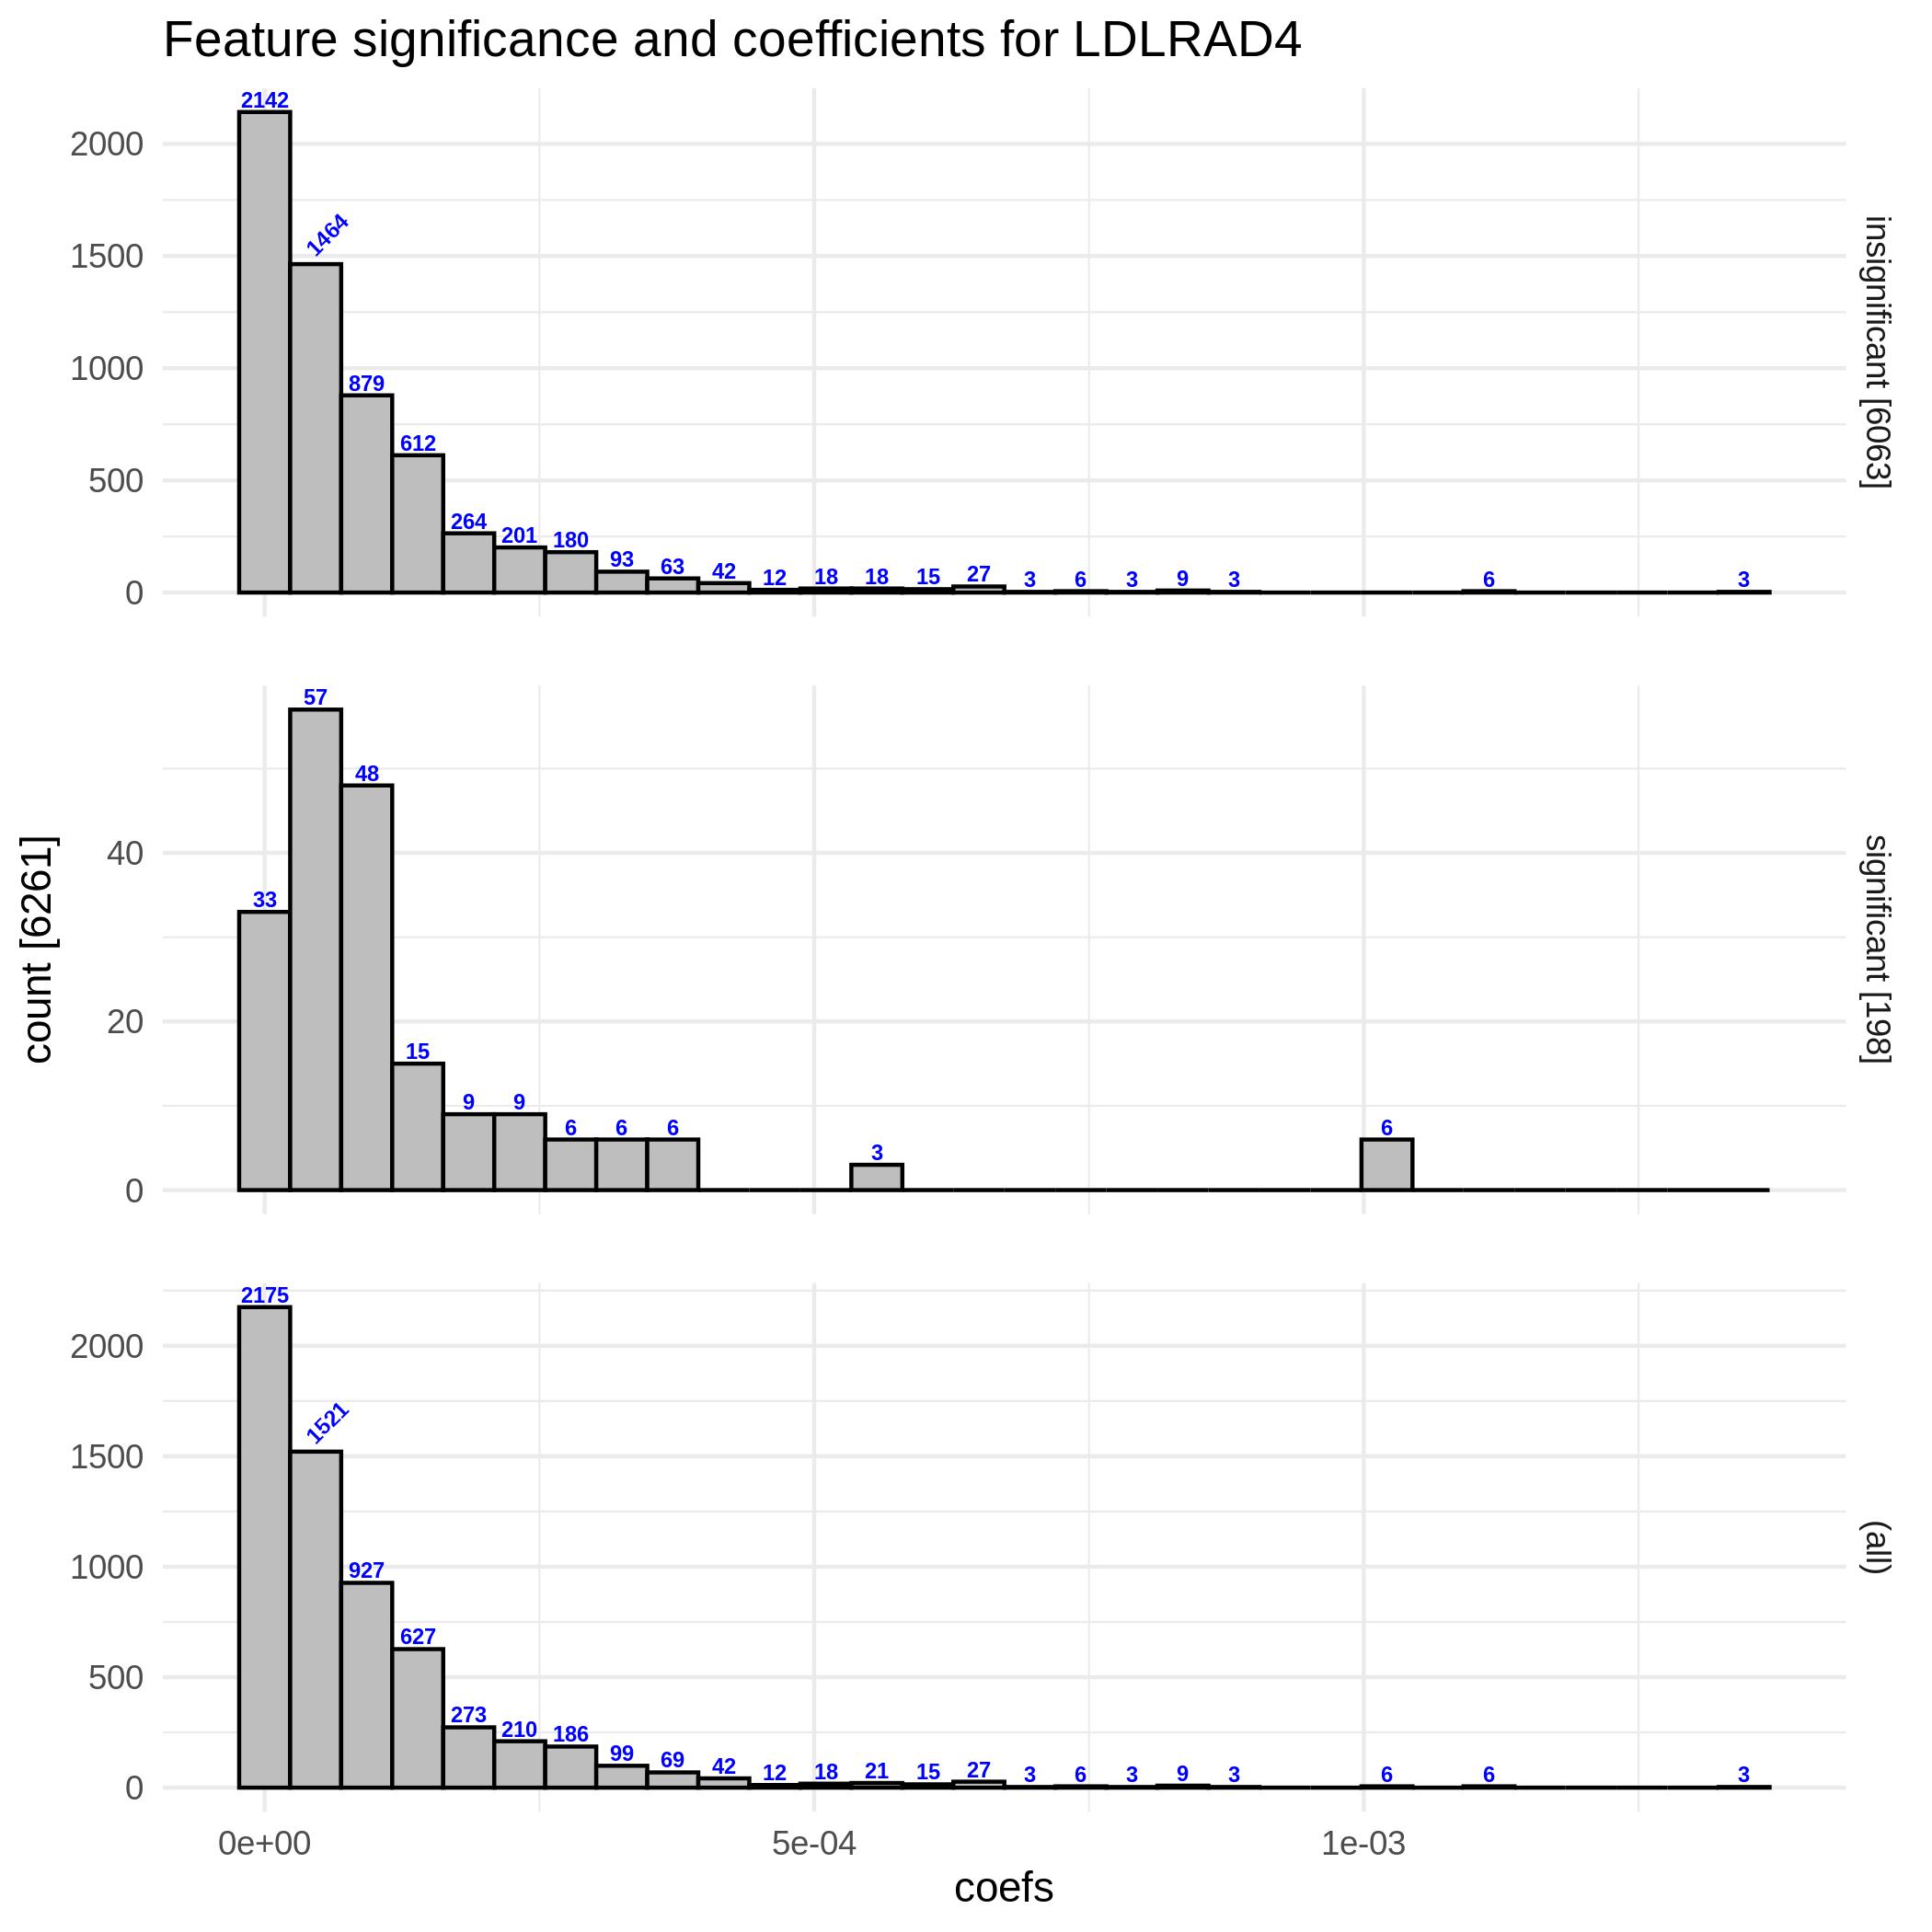 Feature significance and coefficients for LDLRAD4
2142
2000
1464
1500
1000
879
612
500
264 201 180 93 63 42 12 18 18 15 27 3 6 3 9 3 6 3
0
insignificant [6063]
57
48
40
33
20
15
9 9 6 6 6 3 6
0
significant [198]
count [6261]
2175
2000
1521
1500
1000
927
627
500
273 210 186 99 69 42 12 18 21 15 27 3 6 3 9 3 6 6 3
0
(all)
0e+00 5e-04 1e-03
coefs